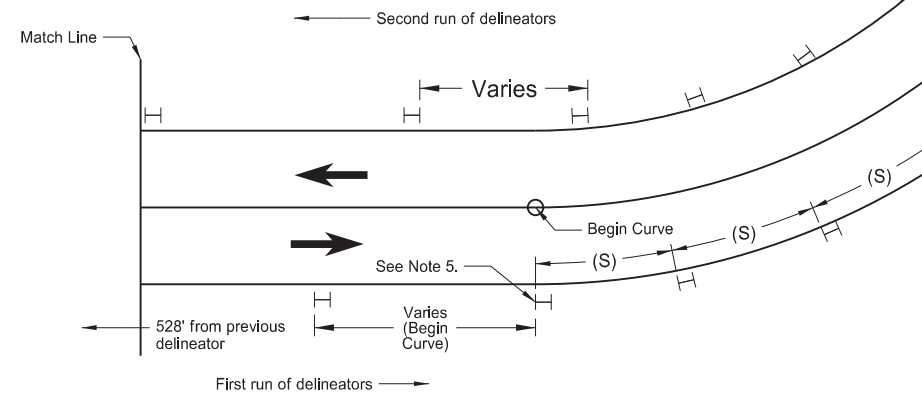 Second run of delineators
Match Line
Varies
(S)
Begin Curve
(S)
(S)
See Note 5.
Varies
(Begin
Curve)
528' from previous
delineator
First run of delineators